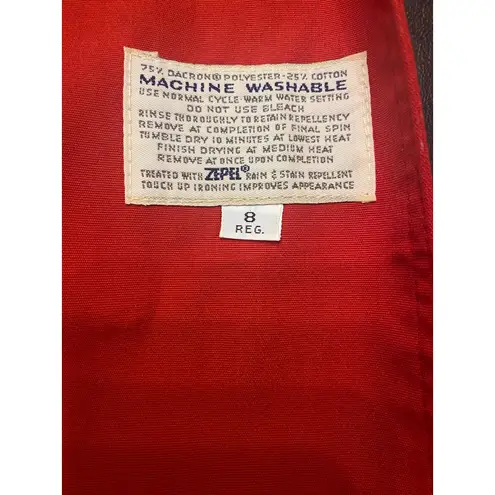 75% DACRON® POLYESTER-25% COTTON
MACHINE WASHABLE
USE NORMAL CYCLE-WARM WATER SETTING
DO NOT USE BLEACH
RINSE THOROUGHLY TO RETAIN REPELLENCY
REMOVE AT COMPLETION OF FINAL SPIN
TUMBLE DRY 10 MINUTES AT LOWEST HEAT
FINISH DRYING AT MEDIUM HEAT
REMOVE AT ONCE UPON COMPLETION
TREATED WITH ZEPEL® RAIN & STAIN REPELLENT
TOUCH UP IRONING IMPROVES APPEARANCE
8
REG.